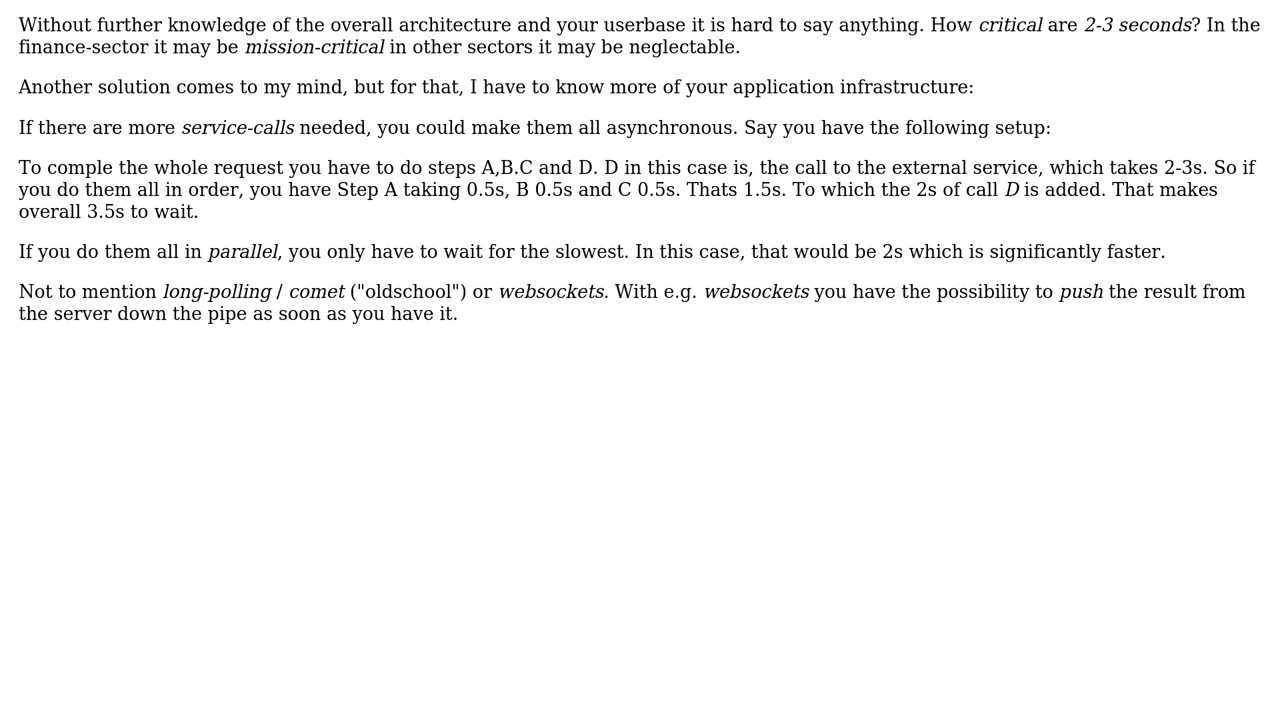 Without further knowledge of the overall architecture and your userbase it is hard to say anything. How critical are 2-3 seconds? In the
finance-sector it may be mission-critical in other sectors it may be neglectable.
Another solution comes to my mind, but for that, I have to know more of your application infrastructure:
If there are more service-calls needed, you could make them all asynchronous. Say you have the following setup:
To comple the whole request you have to do steps A,B.C and D. D in this case is, the call to the external service, which takes 2-3s. So if
you do them all in order, you have Step A taking 0.5s, B 0.5s and C 0.5s. Thats 1.5s. To which the 2s of call D is added. That makes
overall 3.5s to wait.
If you do them all in parallel, you only have to wait for the slowest. In this case, that would be 2s which is significantly faster.
Not to mention long-polling / comet ("oldschool") or websockets. With e.g. websockets you have the possibility to push the result from
the server down the pipe as soon as you have it.